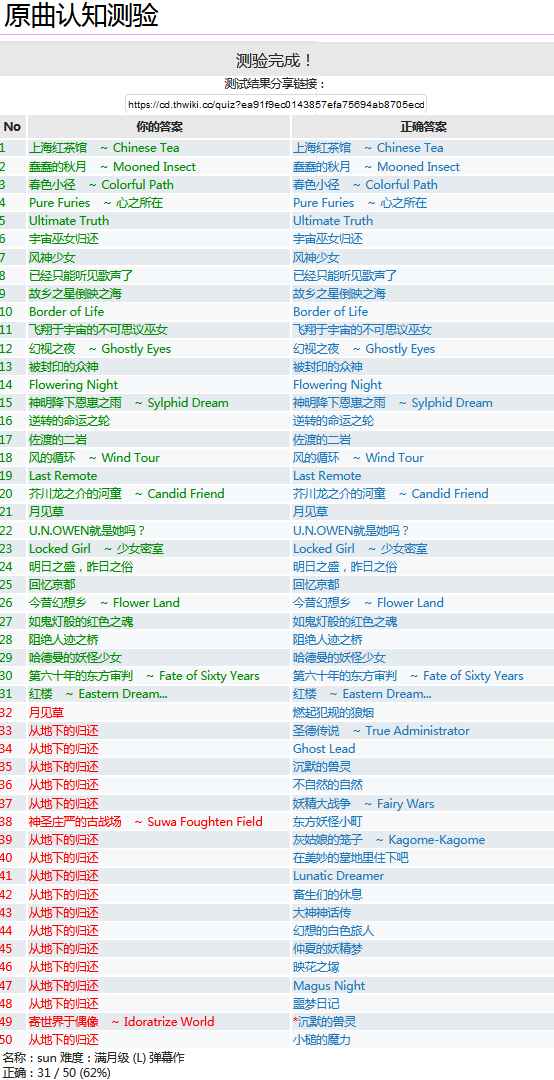 原曲认知测验
测验完成！
测试结果分享链接：
https://cd.thwiki.cc/quiz?ea91f9ec0143857efa75694ab8705ecd
No 你的答案 正确答案
1 上海红茶馆 ~ Chinese Tea 上海红茶馆 ~ Chinese Tea
2 蠢蠢的秋月 ~ Mooned Insect 蠢蠢的秋月 ~ Mooned Insect
3 春色小径 ~ Colorful Path 春色小径 ~ Colorful Path
4 Pure Furies ~ 心之所在 Pure Furies ~ 心之所在
5 Ultimate Truth Ultimate Truth
6 宇宙巫女归还 宇宙巫女归还
7 风神少女 风神少女
8 已经只能听见歌声了 已经只能听见歌声了
9 故乡之星倒映之海 故乡之星倒映之海
10 Border of Life Border of Life
11 飞翔于宇宙的不可思议巫女 飞翔于宇宙的不可思议巫女
12 幻视之夜 ~ Ghostly Eyes 幻视之夜 ~ Ghostly Eyes
13 被封印的众神 被封印的众神
14 Flowering Night Flowering Night
15 神明降下恩惠之雨 ~ Sylphid Dream 神明降下恩惠之雨 ~ Sylphid Dream
16 逆转的命运之轮 逆转的命运之轮
17 佐渡的二岩 佐渡的二岩
18 风的循环 ~ Wind Tour 风的循环 ~ Wind Tour
19 Last Remote Last Remote
20 芥川龙之介的河童 ~ Candid Friend 芥川龙之介的河童 ~ Candid Friend
21 月见草 月见草
22 U.N.OWEN就是她吗？ U.N.OWEN就是她吗？
23 Locked Girl ~ 少女密室 Locked Girl ~ 少女密室
24 明日之盛，昨日之俗 明日之盛，昨日之俗
25 回忆京都 回忆京都
26 今昔幻想乡 ~ Flower Land 今昔幻想乡 ~ Flower Land
27 如鬼灯般的红色之魂 如鬼灯般的红色之魂
28 阻绝人迹之桥 阻绝人迹之桥
29 哈德曼的妖怪少女 哈德曼的妖怪少女
30 第六十年的东方审判 ~ Fate of Sixty Years 第六十年的东方审判 ~ Fate of Sixty Years
31 红楼 ~ Eastern Dream... 红楼 ~ Eastern Dream...
32 月见草 燃起犯规的狼烟
33 从地下的归还 圣德传说 ~ True Administrator
34 从地下的归还 Ghost Lead
35 从地下的归还 沉默的兽灵
36 从地下的归还 不自然的自然
37 从地下的归还 妖精大战争 ~ Fairy Wars
38 神圣庄严的古战场 ~ Suwa Foughten Field 东方妖怪小町
39 从地下的归还 灰姑娘的笼子 ~ Kagome-Kagome
40 从地下的归还 在美妙的墓地里住下吧
41 从地下的归还 Lunatic Dreamer
42 从地下的归还 畜生们的休息
43 从地下的归还 大神神话传
44 从地下的归还 幻想的白色旅人
45 从地下的归还 仲夏的妖精梦
46 从地下的归还 映花之塚
47 从地下的归还 Magus Night
48 从地下的归还 噩梦日记
49 寄世界于偶像 ~ Idoratrize World *沉默的兽灵
50 从地下的归还 小槌的魔力
名称：sun 难度：满月级 (L) 弹幕作
正确：31 / 50 (62%)